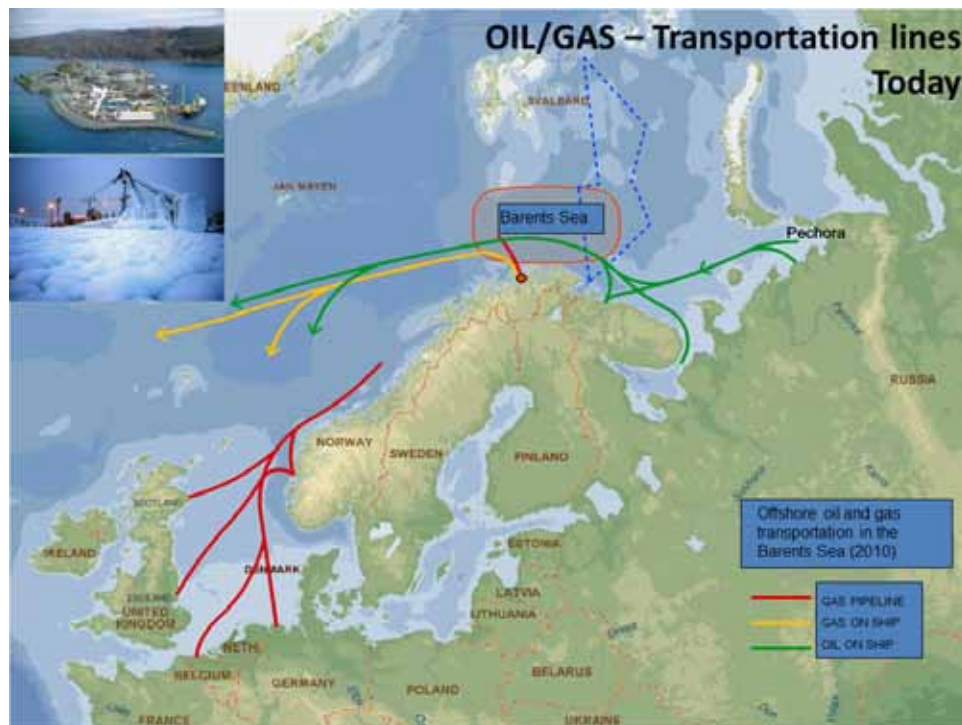 OIL/GAS – Transportation lines
Today
SVALBARD
JAN MAYEN
Barents Sea
Pechora
RUSSIA
NORWAY
SWEDEN
FINLAND
SCOTLAND
IRELAND
ENGLAND
UNITED
KINGDOM
DENMARK
ESTONIA
LATVIA
LITHUANIA
NETH.
BELGIUM
GERMANY
POLAND
BELARUS
UKRAINE
FRANCE
Offshore oil and gas
transportation in the
Barents Sea (2010)
GAS PIPELINE
GAS ON SHIP
OIL ON SHIP